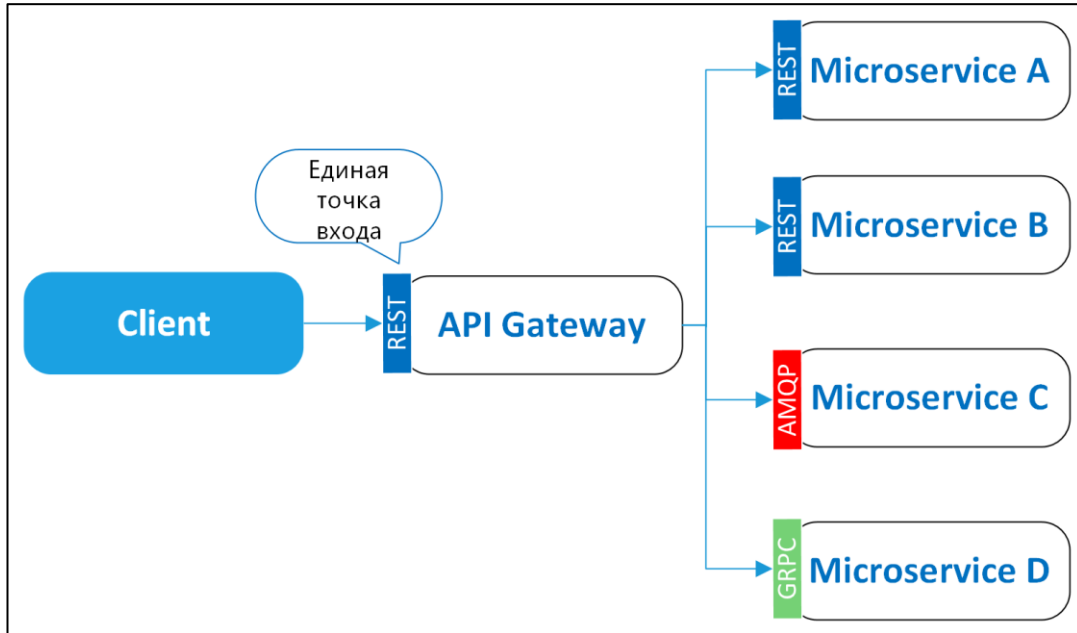 REST
Microservice A
Единая
точка
входа
REST
Microservice B
Client
REST
API Gateway
AMQP
Microservice C
GRPC
Microservice D